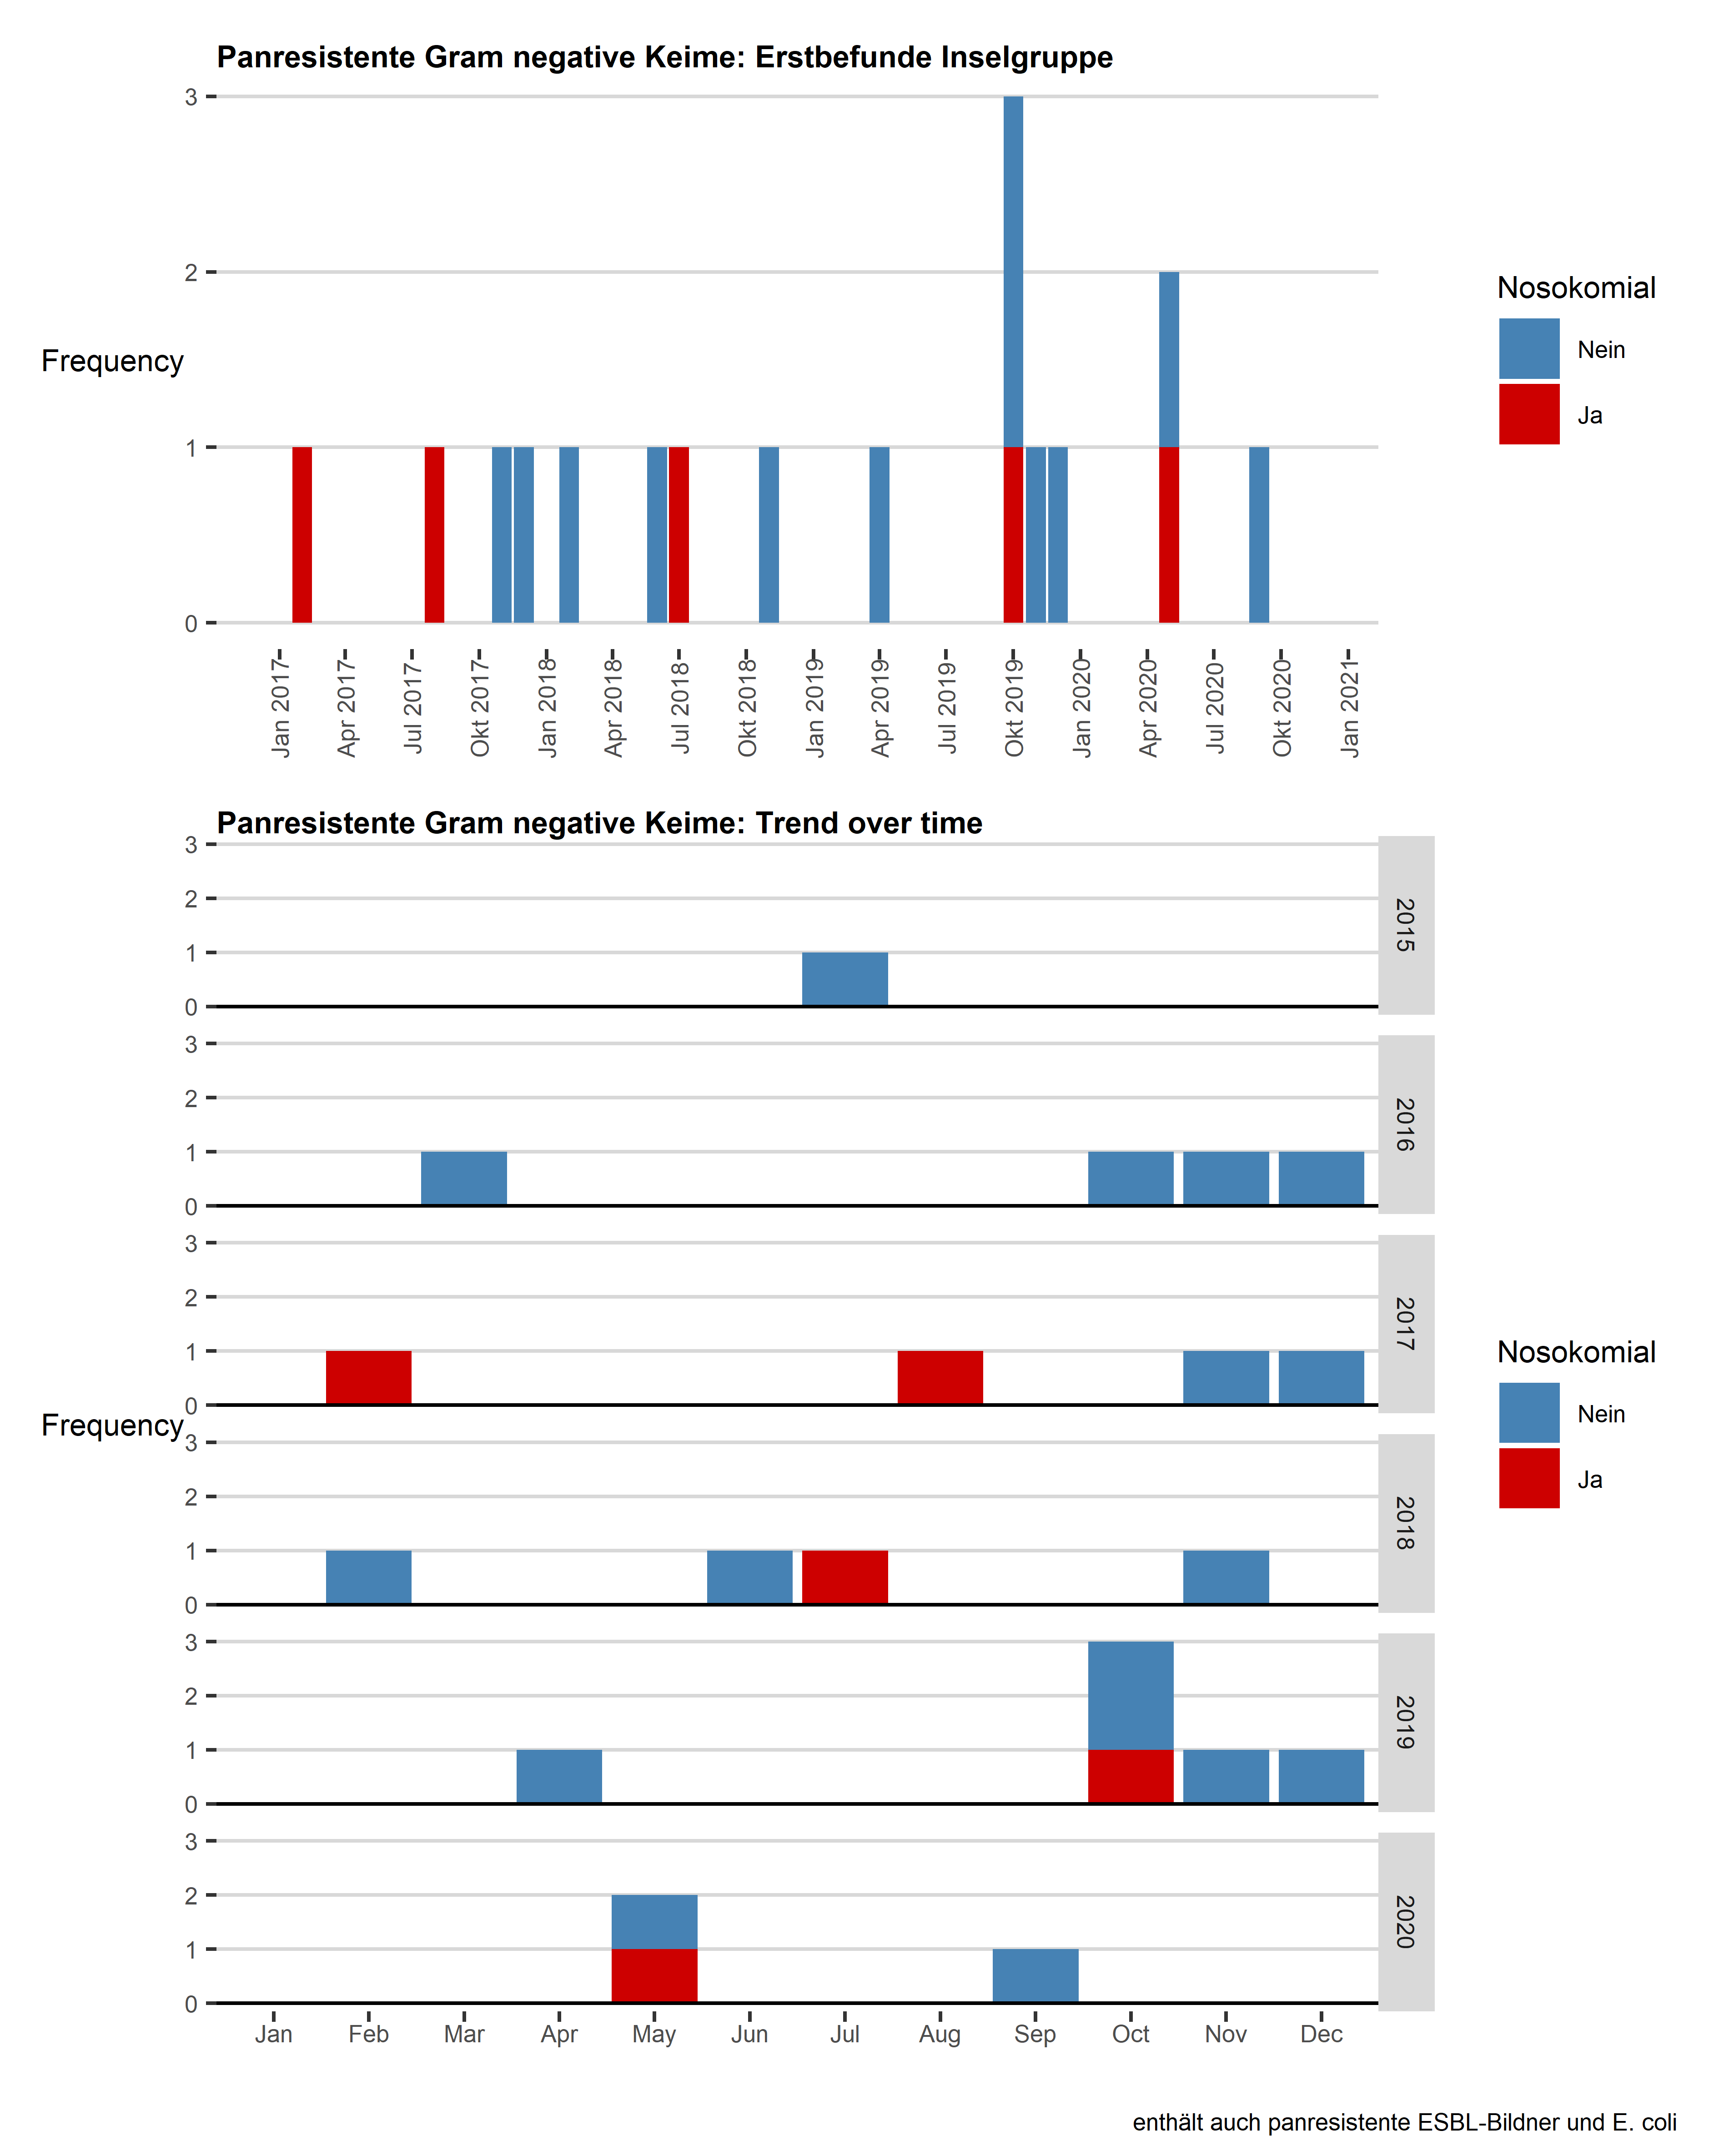 Panresistente Gram negative Keime: Erstbefunde Inselgruppe
3
2
1
0
Frequency
Jan 2017
Apr 2017
Jul 2017
Okt 2017
Jan 2018
Apr 2018
Jul 2018
Okt 2018
Jan 2019
Apr 2019
Jul 2019
Okt 2019
Jan 2020
Apr 2020
Jul 2020
Okt 2020
Jan 2021
Nosokomial
Nein
Ja
Panresistente Gram negative Keime: Trend over time
3
2
1
0
2015
3
2
1
0
2016
3
2
1
0
2017
Frequency
3
2
1
0
2018
3
2
1
0
2019
3
2
1
0
2020
Jan Feb Mar Apr May Jun Jul Aug Sep Oct Nov Dec
Nosokomial
Nein
Ja
enthält auch panresistente ESBL-Bildner und E. coli